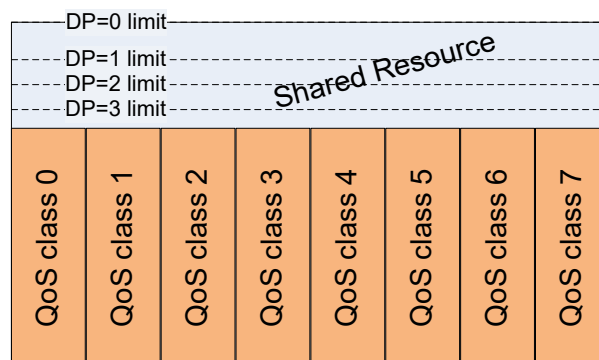 DP=0 limit
DP=1 limit
DP=2 limit
DP=3 limit
Shared Resource
QoS class 0
QoS class 1
QoS class 2
QoS class 3
QoS class 4
QoS class 5
QoS class 6
QoS class 7